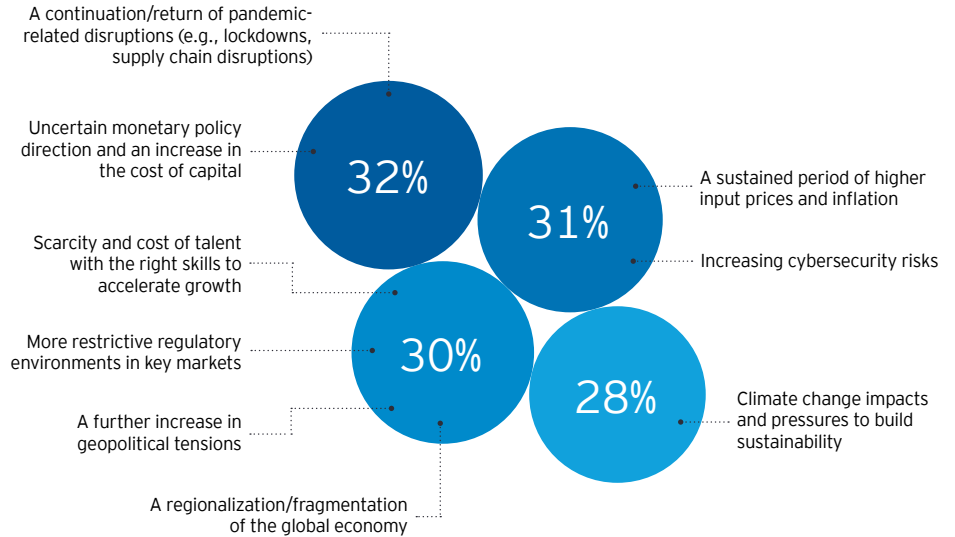 A continuation/return of pandemic-
related disruptions (e.g., lockdowns,
supply chain disruptions)
Uncertain monetary policy
direction and an increase in
the cost of capital
32%
31%
A sustained period of higher
input prices and inflation
Increasing cybersecurity risks
Scarcity and cost of talent
with the right skills to
accelerate growth
More restrictive regulatory
environments in key markets
30%
A further increase in
geopolitical tensions
A regionalization/fragmentation
of the global economy
28%
Climate change impacts
and pressures to build
sustainability